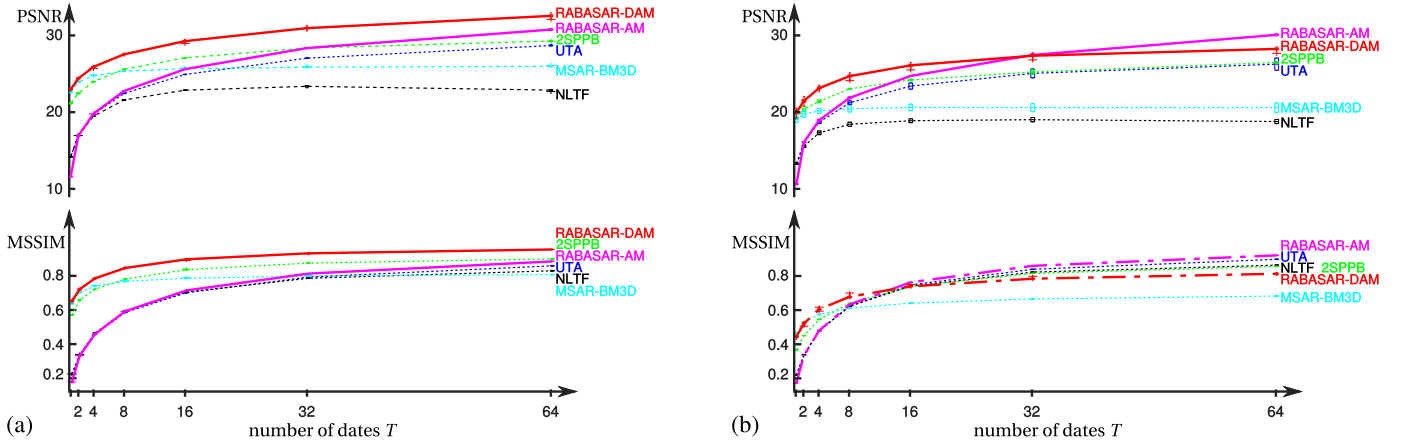 PSNR
30
20
10
RABASAR-DAM
RABASAR-AM
2SPPB
UTA
MSAR-BM3D
NLTF
MSSIM
0.8
0.6
0.4
0.2
RABASAR-DAM
2SPPB
RABASAR-AM
UTA
NLTF
MSAR-BM3D
2 4 8 16 32 64
(a)
number of dates T
PSNR
30
20
10
RABASAR-AM
RABASAR-DAM
2SPPB
UTA
MSAR-BM3D
NLTF
MSSIM
0.8
0.6
0.4
0.2
RABASAR-AM
UTA
NLTF 2SPPB
RABASAR-DAM
MSAR-BM3D
2 4 8 16 32 64
(b)
number of dates T